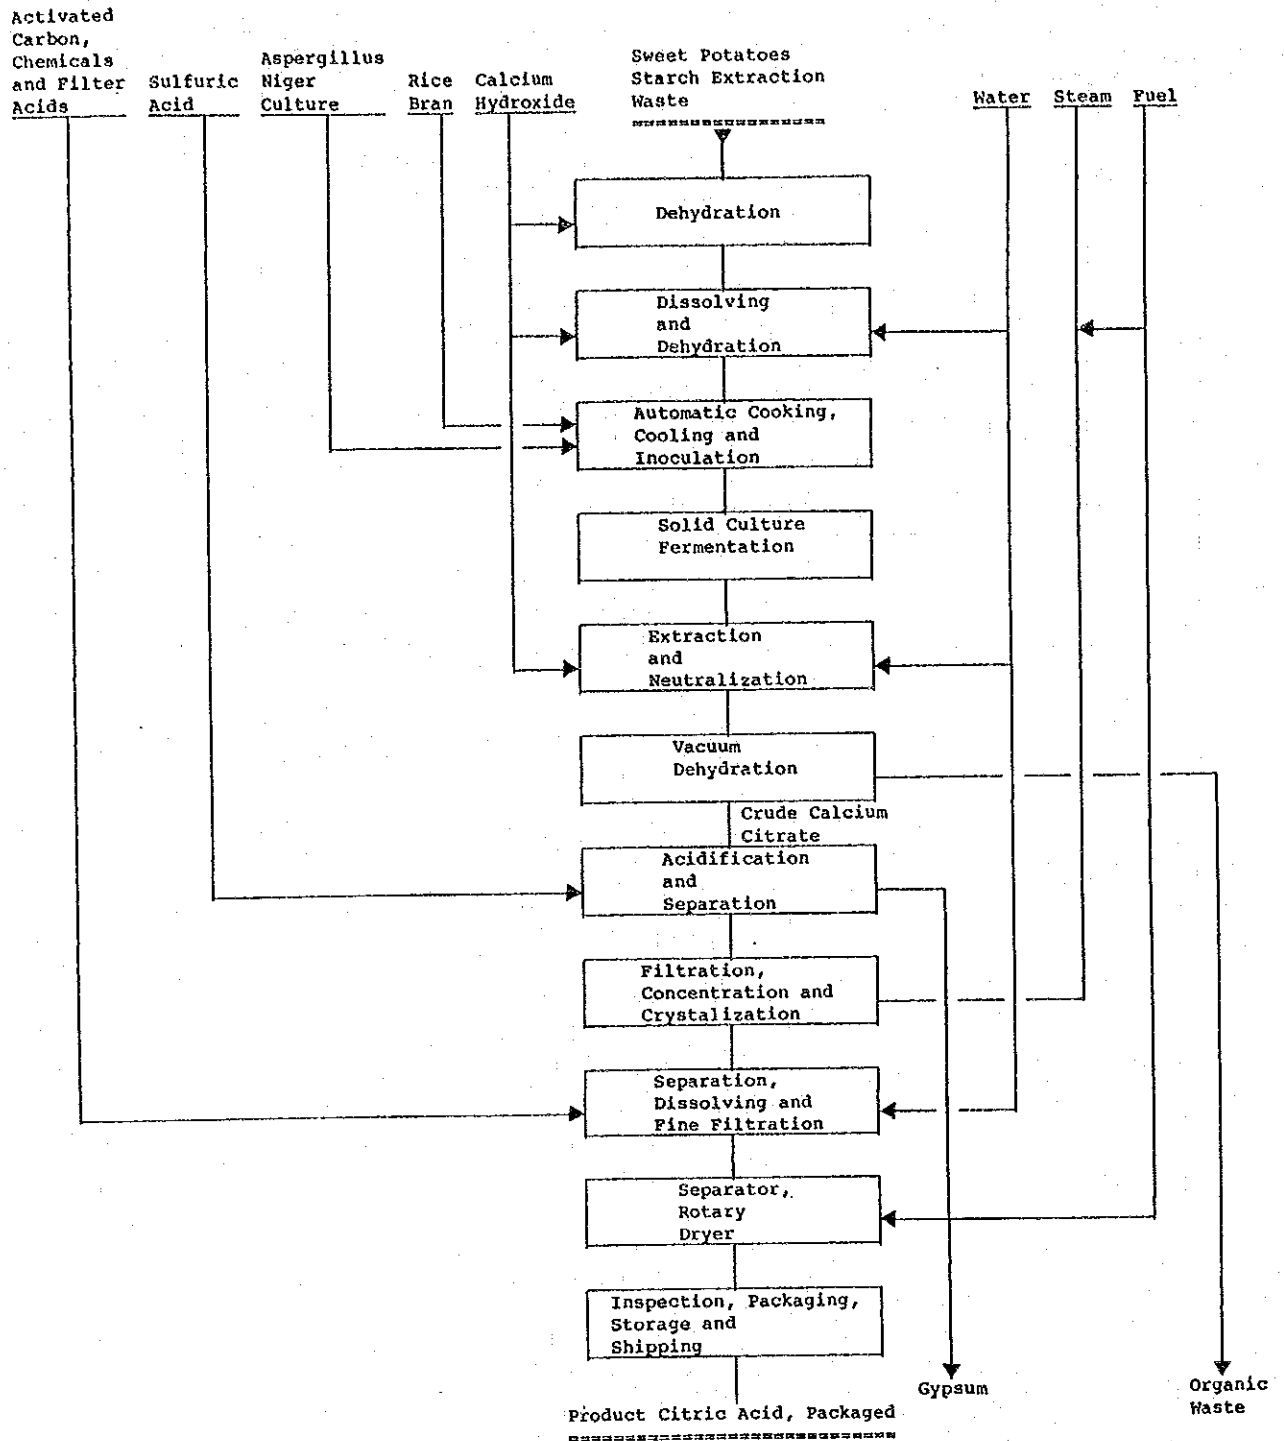 Activated
Carbon,
Chemicals
and Filter
Acids
Sulfuric
Acid
Aspergillus
Niger
Culture
Rice
Bran
Calcium
Hydroxide
Sweet Potatoes
Starch Extraction
Waste
Water
Steam
Fuel
Dehydration
Dissolving
and
Dehydration
Automatic Cooking,
Cooling and
Inoculation
Solid Culture
Fermentation
Extraction
and
Neutralization
Vacuum
Dehydration
Crude Calcium
Citrate
Acidification
and
Separation
Filtration,
Concentration and
Crystalization
Separation,
Dissolving and
Fine Filtration
Separator,
Rotary
Dryer
Inspection, Packaging,
Storage and
Shipping
Gypsum
Organic
Waste
Product Citric Acid, Packaged